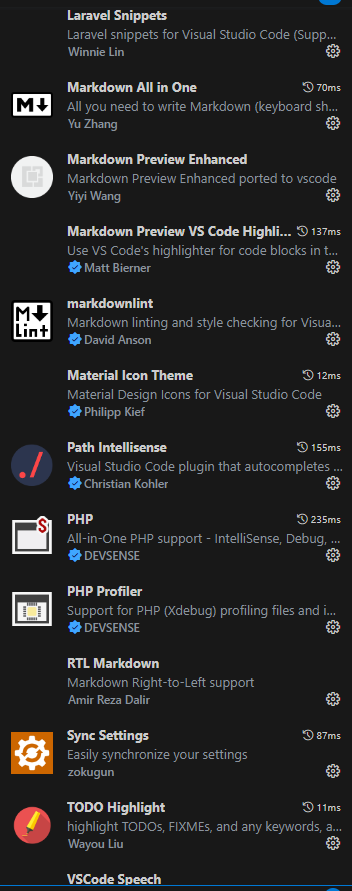 Laravel Snippets
Laravel snippets for Visual Studio Code (Supp...
Winnie Lin
Markdown All in One 70ms
All you need to write Markdown (keyboard sh...
Yu Zhang
Markdown Preview Enhanced
Markdown Preview Enhanced ported to vscode
Yiyi Wang
Markdown Preview VS Code Highli... 137ms
Use VS Code's highlighter for code blocks in t...
Matt Bierner
M Lint
markdownlint
Markdown linting and style checking for Visua...
David Anson
Material Icon Theme 12ms
Material Design Icons for Visual Studio Code
Philipp Kief
./
Path Intellisense 155ms
Visual Studio Code plugin that autocompletes ...
Christian Kohler
PHP 235ms
All-in-One PHP support - IntelliSense, Debug, ...
DEVSENSE
PHP Profiler
Support for PHP (Xdebug) profiling files and i...
DEVSENSE
RTL Markdown
Markdown Right-to-Left support
Amir Reza Dalir
Sync Settings 87ms
Easily synchronize your settings
zokugun
TODO Highlight 11ms
highlight TODOs, FIXMEs, and any keywords, a...
Wayou Liu
VSCode Speech